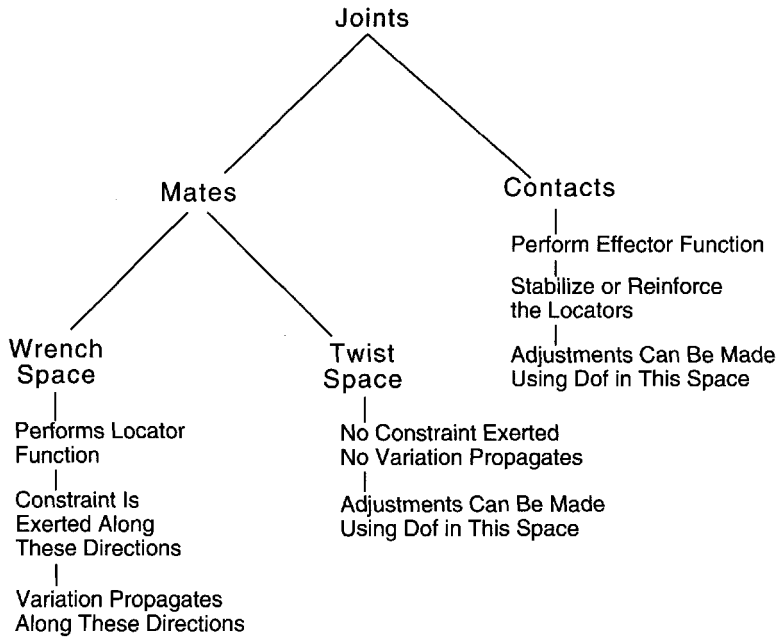 Joints
Mates
Contacts
Perform Effector Function
Stabilize or Reinforce
the Locators
Adjustments Can Be Made
Using Dof in This Space
Wrench
Space
Performs Locator
Function
Constraint Is
Exerted Along
These Directions
Variation Propagates
Along These Directions
Twist
Space
No Constraint Exerted
No Variation Propagates
Adjustments Can Be Made
Using Dof in This Space